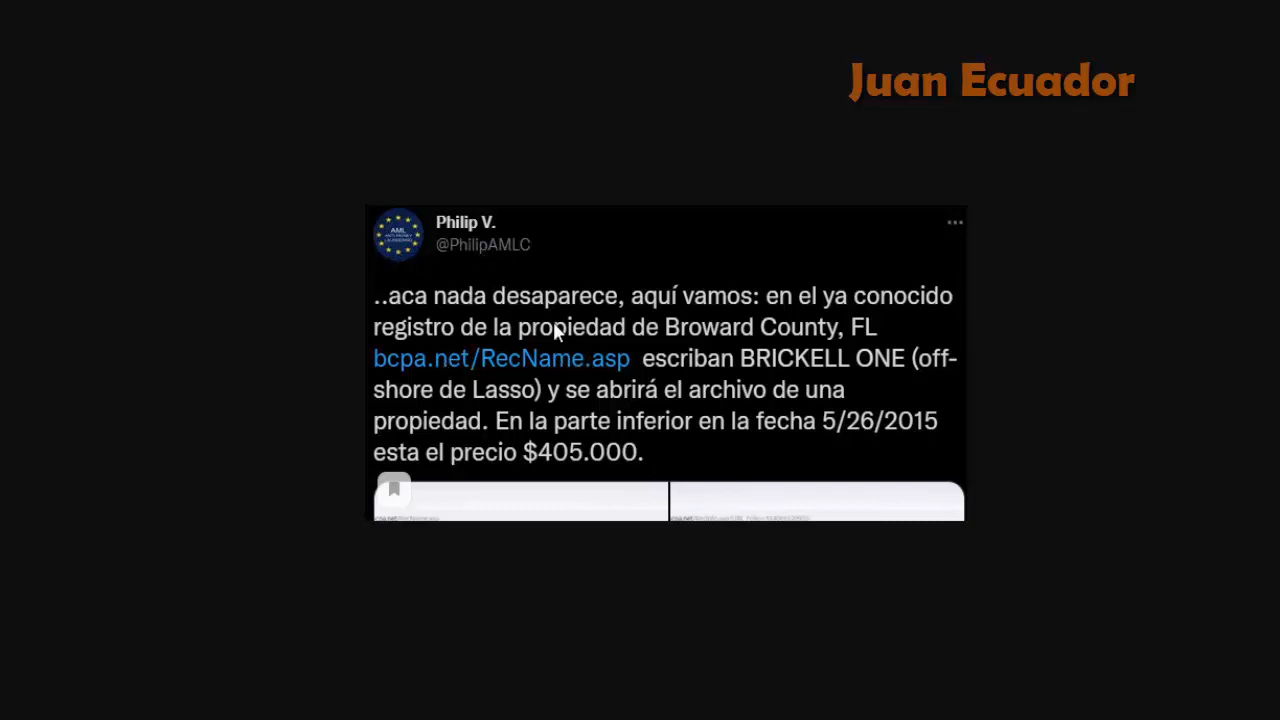 Juan Ecuador
Philip V.
@PhilipAMLC
..aca nada desaparece, aquí vamos: en el ya conocido
registro de la propiedad de Broward County, FL
bcpa.net/RecName.asp escriban BRICKELL ONE (off-
shore de Lasso) y se abrirá el archivo de una
propiedad. En la parte inferior en la fecha 5/26/2015
esta el precio $405.000.